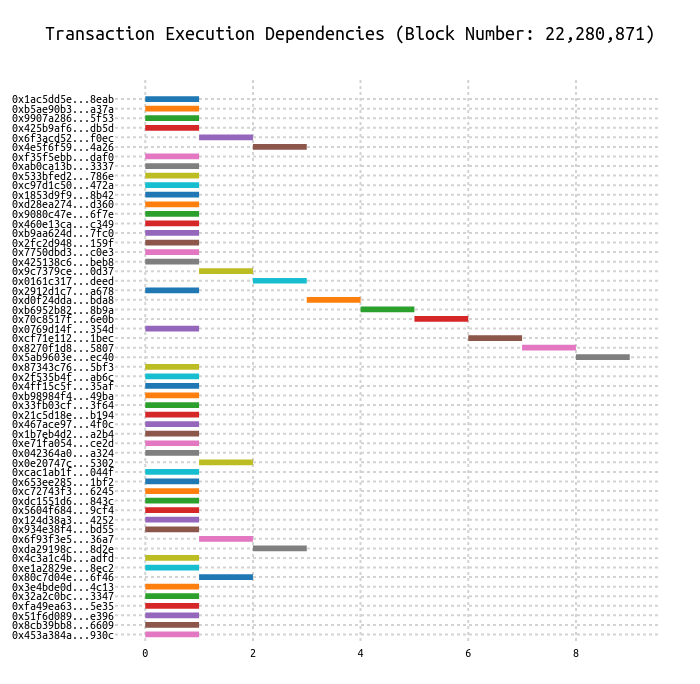 Transaction Execution Dependencies (Block Number: 22,280,871)
0x1ac5dd5e...8eab
0xb5ae90b3...a37a
0x9907a286...5f53
0x425b9af6...db5d
0x6f3acd52...f0ec
0x4e5f6f59...4a26
0xf35f5ebb...daf0
0xab0ca13b...3337
0x533bfed2...786e
0xc97d1c50...472a
0x1853d9f9...8b42
0xd28ea274...d360
0x9080c47e...6f7e
0x460e13ca...c349
0xb9aa624d...7fc0
0x2fc2d948...159f
0x7750dbd3...c0e3
0x425138c6...beb8
0x9c7379ce...0d37
0x0161c317...deed
0x2912d1c7...a678
0xd0f24dda...bda8
0xb6952b82...8b9a
0x70c8517f...6e0b
0x0769d14f...354d
0xcf71e112...1bec
0x8270f1d8...5807
0x5ab9603e...ec40
0x87343c76...5bf3
0x2f535b4f...ab6c
0x4ff15c5f...35af
0xb98984f4...49ba
0x33fb03cf...3f64
0x21c5d18e...b194
0x467ace97...4f0c
0x1b7eb4d2...a2b4
0xe71fa054...ce2d
0x042364a0...a324
0x0e20747c...5302
0xcac1ab1f...044f
0x653ee285...1bf2
0xc72743f3...6245
0xdc1551d6...843c
0x5604f684...9cf4
0x124d38a3...4252
0x934e38f4...bd55
0x6f93f3e5...36a7
0xda29198c...8d2e
0x4c3a1c4b...adfd
0xe1a2829e...8ec2
0x80c7d04e...6f46
0x3e4bde0d...4c13
0x32a2c0bc...3347
0xfa49ea63...5e35
0x51f6d089...e396
0x8cb39bb8...6609
0x453a384a...930c
0 2 4 6 8